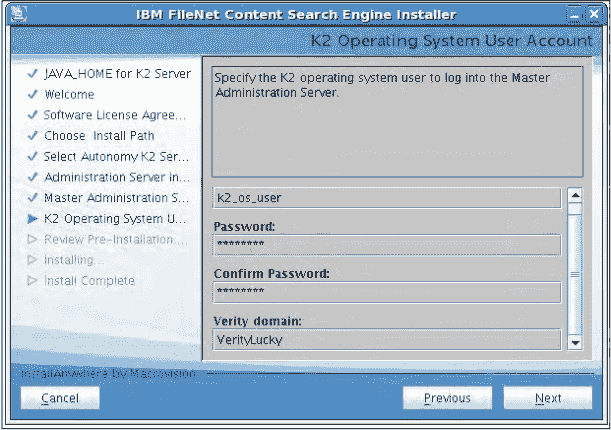 IBM FileNet Content Search Engine Installer
K2 Operating System User Account
JAVA_HOME for K2 Server
Welcome
Software License Agree...
Choose Install Path
Select Autonomy K2 Ser...
Administration Server In...
Master Administration S...
K2 Operating System U...
Review Pre-Installation...
Installing...
Install Complete
Specify the K2 operating system user to log into the Master
Administration Server.
k2_os_user
Password:
********
Confirm Password:
********
Verity domain:
VerityLucky
InstallAnywhere by Macrovision
Cancel
Previous
Next